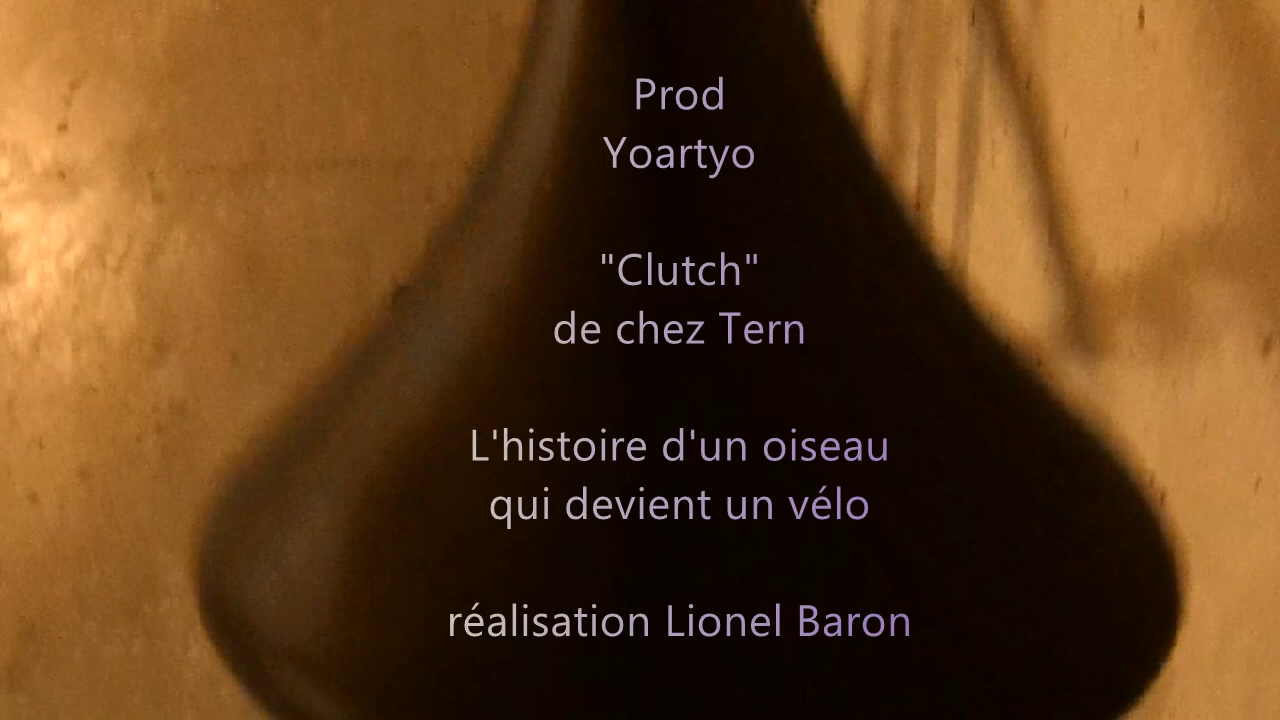 Prod
Yoartyo
"Clutch"
de chez Tern
L'histoire d'un oiseau
qui devient un vélo
réalisation Lionel Baron